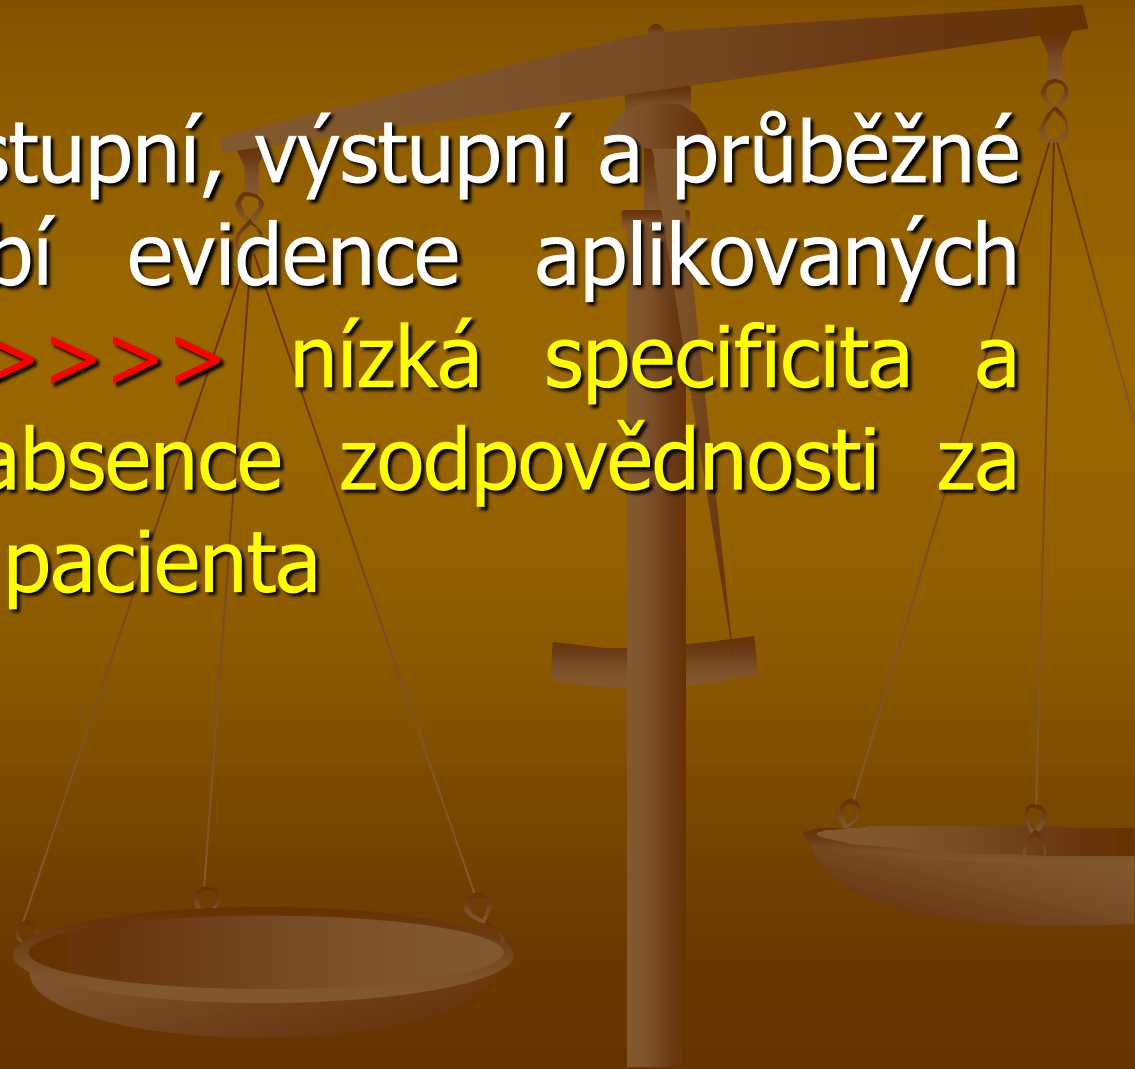 stupní, výstupní a průběžné
bí evidence aplikovaných
>>>> nízká specificita a
absence zodpovědnosti za
pacienta